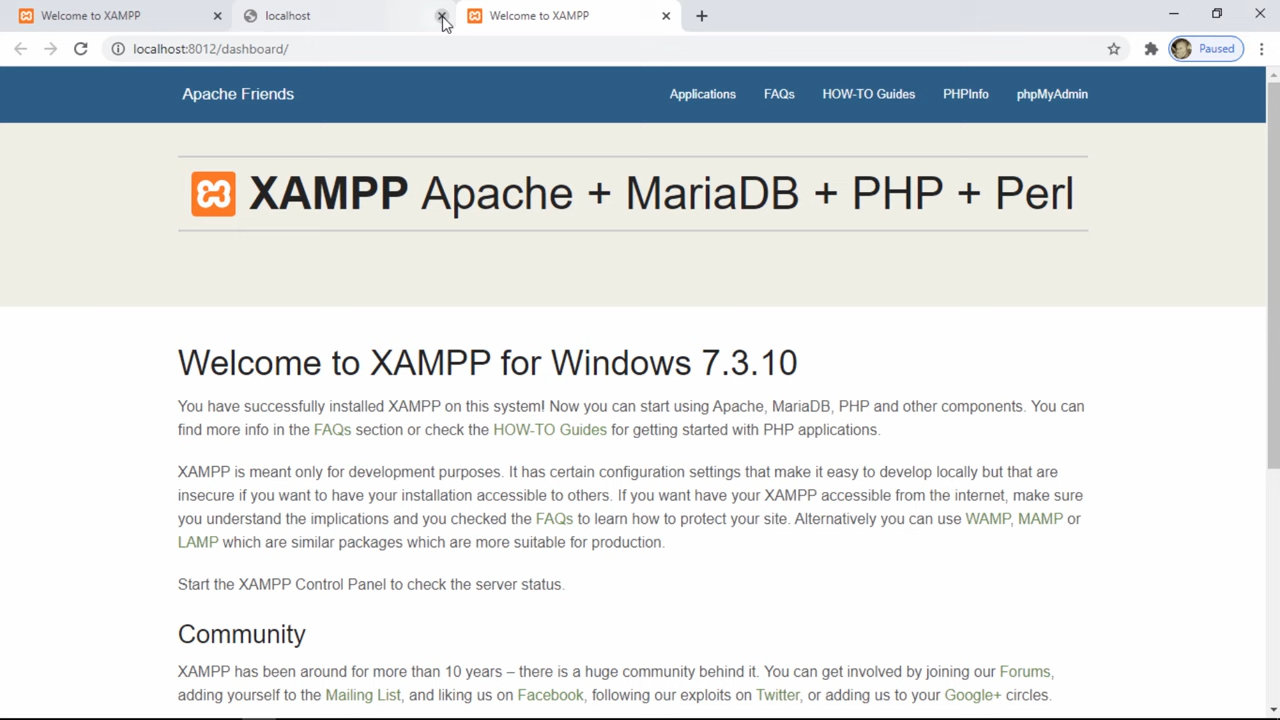 Welcome to XAMPP
localhost
Welcome to XAMPP
localhost:8012/dashboard/
Paused
Apache Friends
Applications
FAQs
HOW-TO Guides
PHPInfo
phpMyAdmin
XAMPP Apache + MariaDB + PHP + Perl
Welcome to XAMPP for Windows 7.3.10
You have successfully installed XAMPP on this system! Now you can start using Apache, MariaDB, PHP and other components. You can
find more info in the FAQs section or check the HOW-TO Guides for getting started with PHP applications.
XAMPP is meant only for development purposes. It has certain configuration settings that make it easy to develop locally but that are
insecure if you want to have your installation accessible to others. If you want have your XAMPP accessible from the internet, make sure
you understand the implications and you checked the FAQs to learn how to protect your site. Alternatively you can use WAMP, MAMP or
LAMP which are similar packages which are more suitable for production.
Start the XAMPP Control Panel to check the server status.
Community
XAMPP has been around for more than 10 years – there is a huge community behind it. You can get involved by joining our Forums,
adding yourself to the Mailing List, and liking us on Facebook, following our exploits on Twitter, or adding us to your Google+ circles.